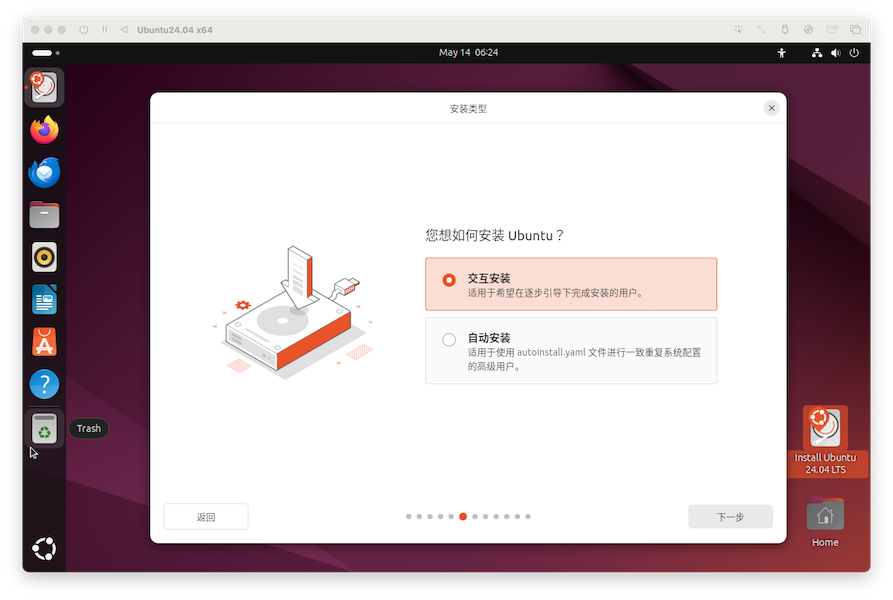 Ubuntu24.04 x64
May 14 06:24
安装类型
您想如何安装 Ubuntu？
交互安装
适用于希望在逐步引导下完成安装的用户。
自动安装
适用于使用 autoinstall.yaml 文件进行一致重复系统配置
的高级用户。
Trash
Install Ubuntu
24.04 LTS
返回
下一步
Home